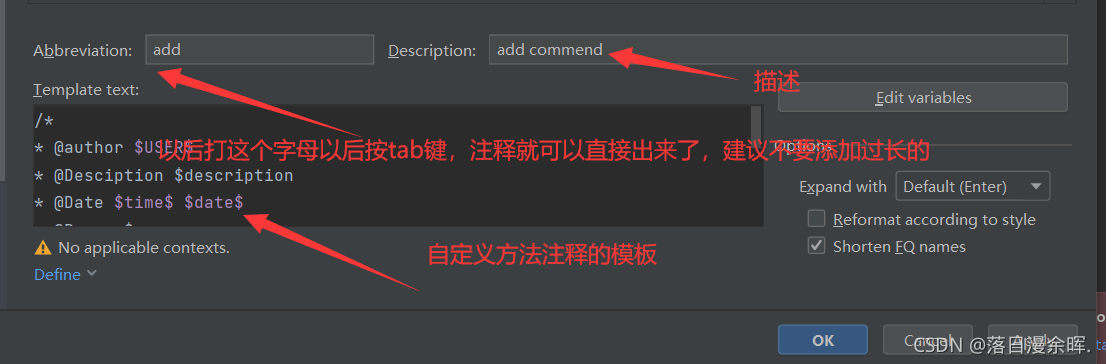 Abbreviation: add Description: add commend
描述
Template text:
Edit variables
/*
* @author $USER$
以后打这个字母以后按tab键，注释就可以直接出来了，建议不要添加过长的
Options
* @Desciption $description
* @Date $time$ $date$
Expand with Default (Enter)
Reformat according to style
No applicable contexts.
Shorten FQ names
自定义方法注释的模板
Define
OK Cancel Apply
CSDN @落日漫余晖.